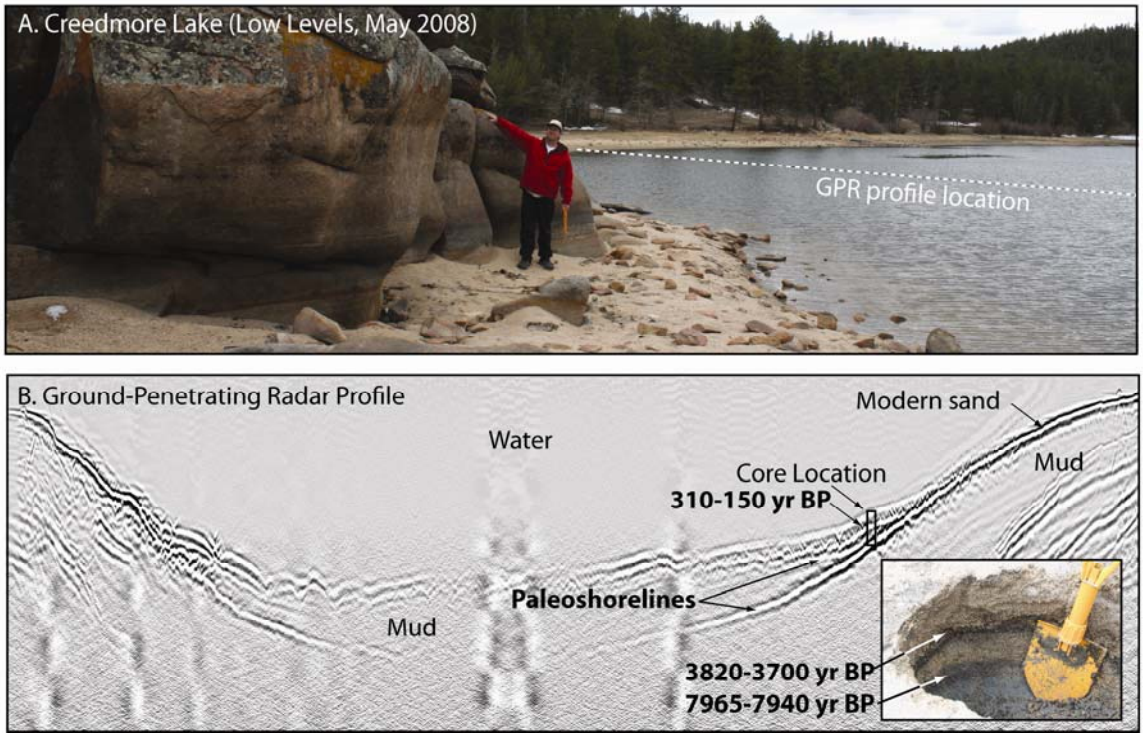 A. Creedmore Lake (Low Levels, May 2008)
GPR profile location
B. Ground-Penetrating Radar Profile
Modern sand
Water
Mud
Core Location
310-150 yr BP
Paleoshorelines
Mud
3820-3700 yr BP
7965-7940 yr BP